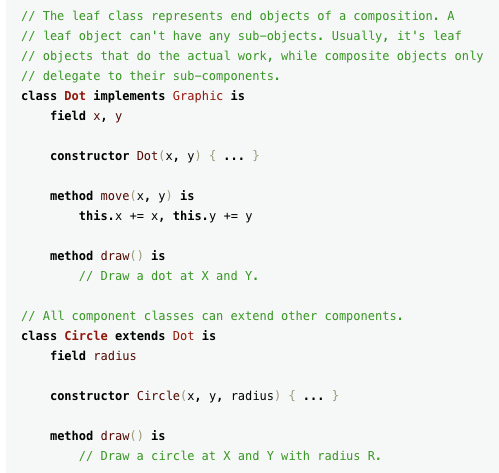 // The leaf class represents end objects of a composition. A
// leaf object can't have any sub-objects. Usually, it's leaf
// objects that do the actual work, while composite objects only
// delegate to their sub-components.
class Dot implements Graphic is
    field x, y

    constructor Dot(x, y) { ... }

    method move(x, y) is
        this.x += x, this.y += y

    method draw() is
        // Draw a dot at X and Y.

// All component classes can extend other components.
class Circle extends Dot is
    field radius

    constructor Circle(x, y, radius) { ... }

    method draw() is
        // Draw a circle at X and Y with radius R.